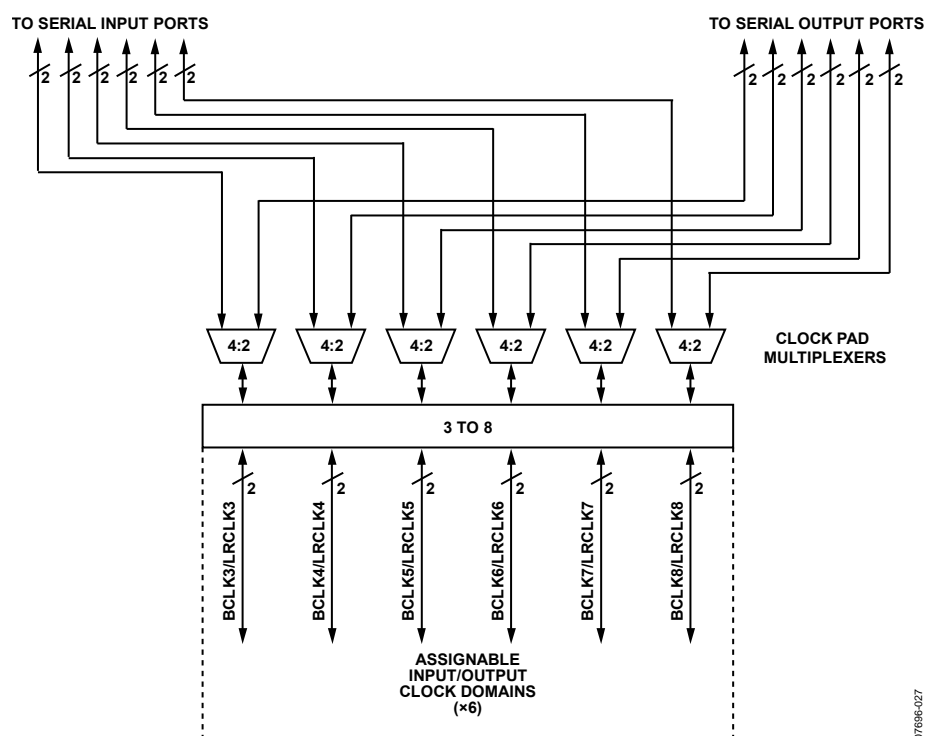 TO SERIAL INPUT PORTS
TO SERIAL OUTPUT PORTS
2 2 2 2 2 2
2 2 2 2 2 2
4:2 4:2 4:2 4:2 4:2 4:2
CLOCK PAD
MULTIPLEXERS
3 TO 8
2 2 2 2 2 2
BCLK3/LRCLK3
BCLK4/LRCLK4
BCLK5/LRCLK5
BCLK6/LRCLK6
BCLK7/LRCLK7
BCLK8/LRCLK8
ASSIGNABLE
INPUT/OUTPUT
CLOCK DOMAINS
(×6)
07696-027